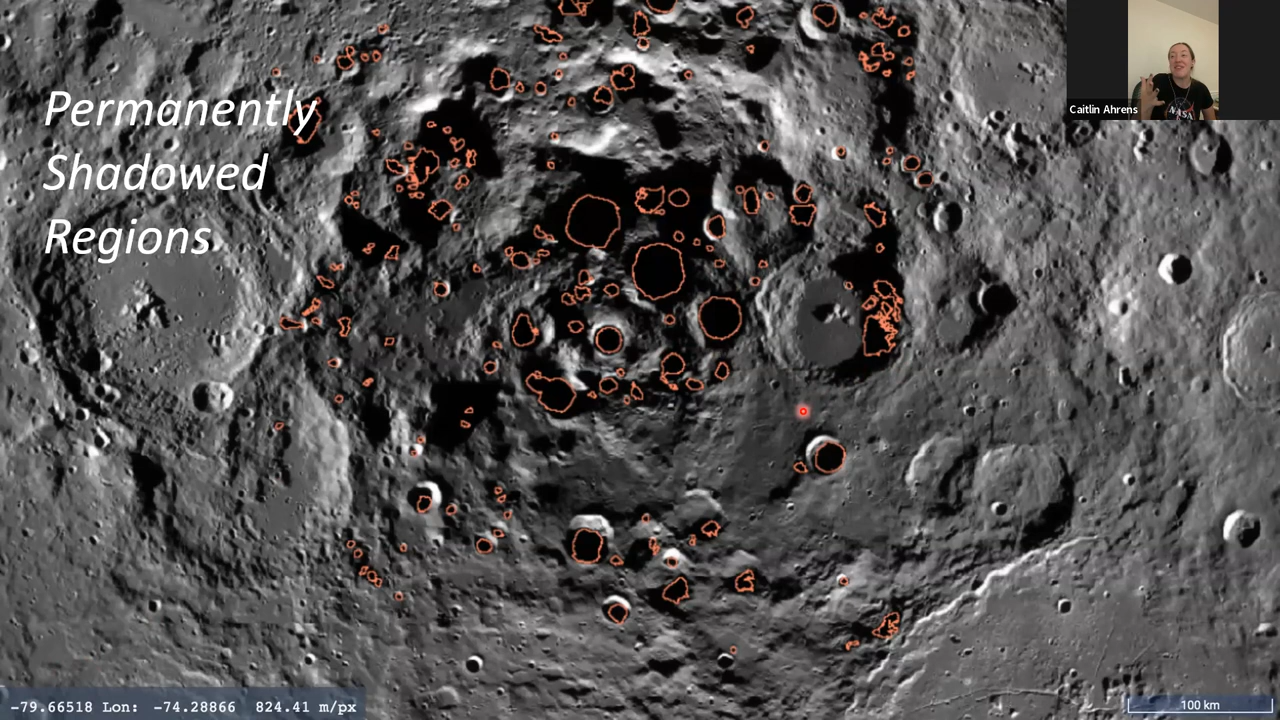 Permanently
Shadowed
Regions
Caitlin Ahrens
NASA
-79.66518 Lon: -74.28866 824.41 m/px
100 km